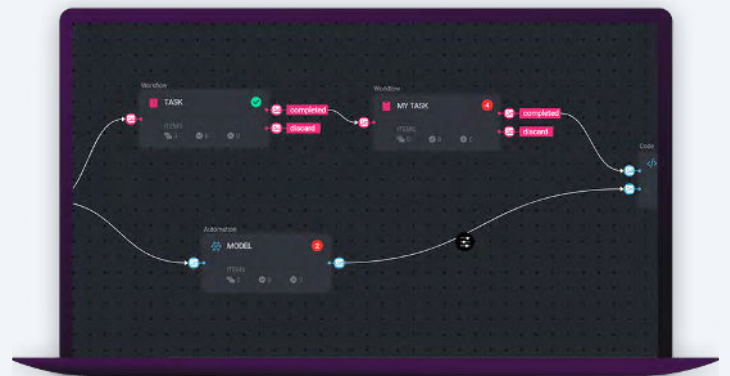 Workflow
TASK
completed
discard
ITEMS
Workflow
MY TASK
4
completed
discard
ITEMS
Code
</>
Automation
MODEL
2
ITEMS